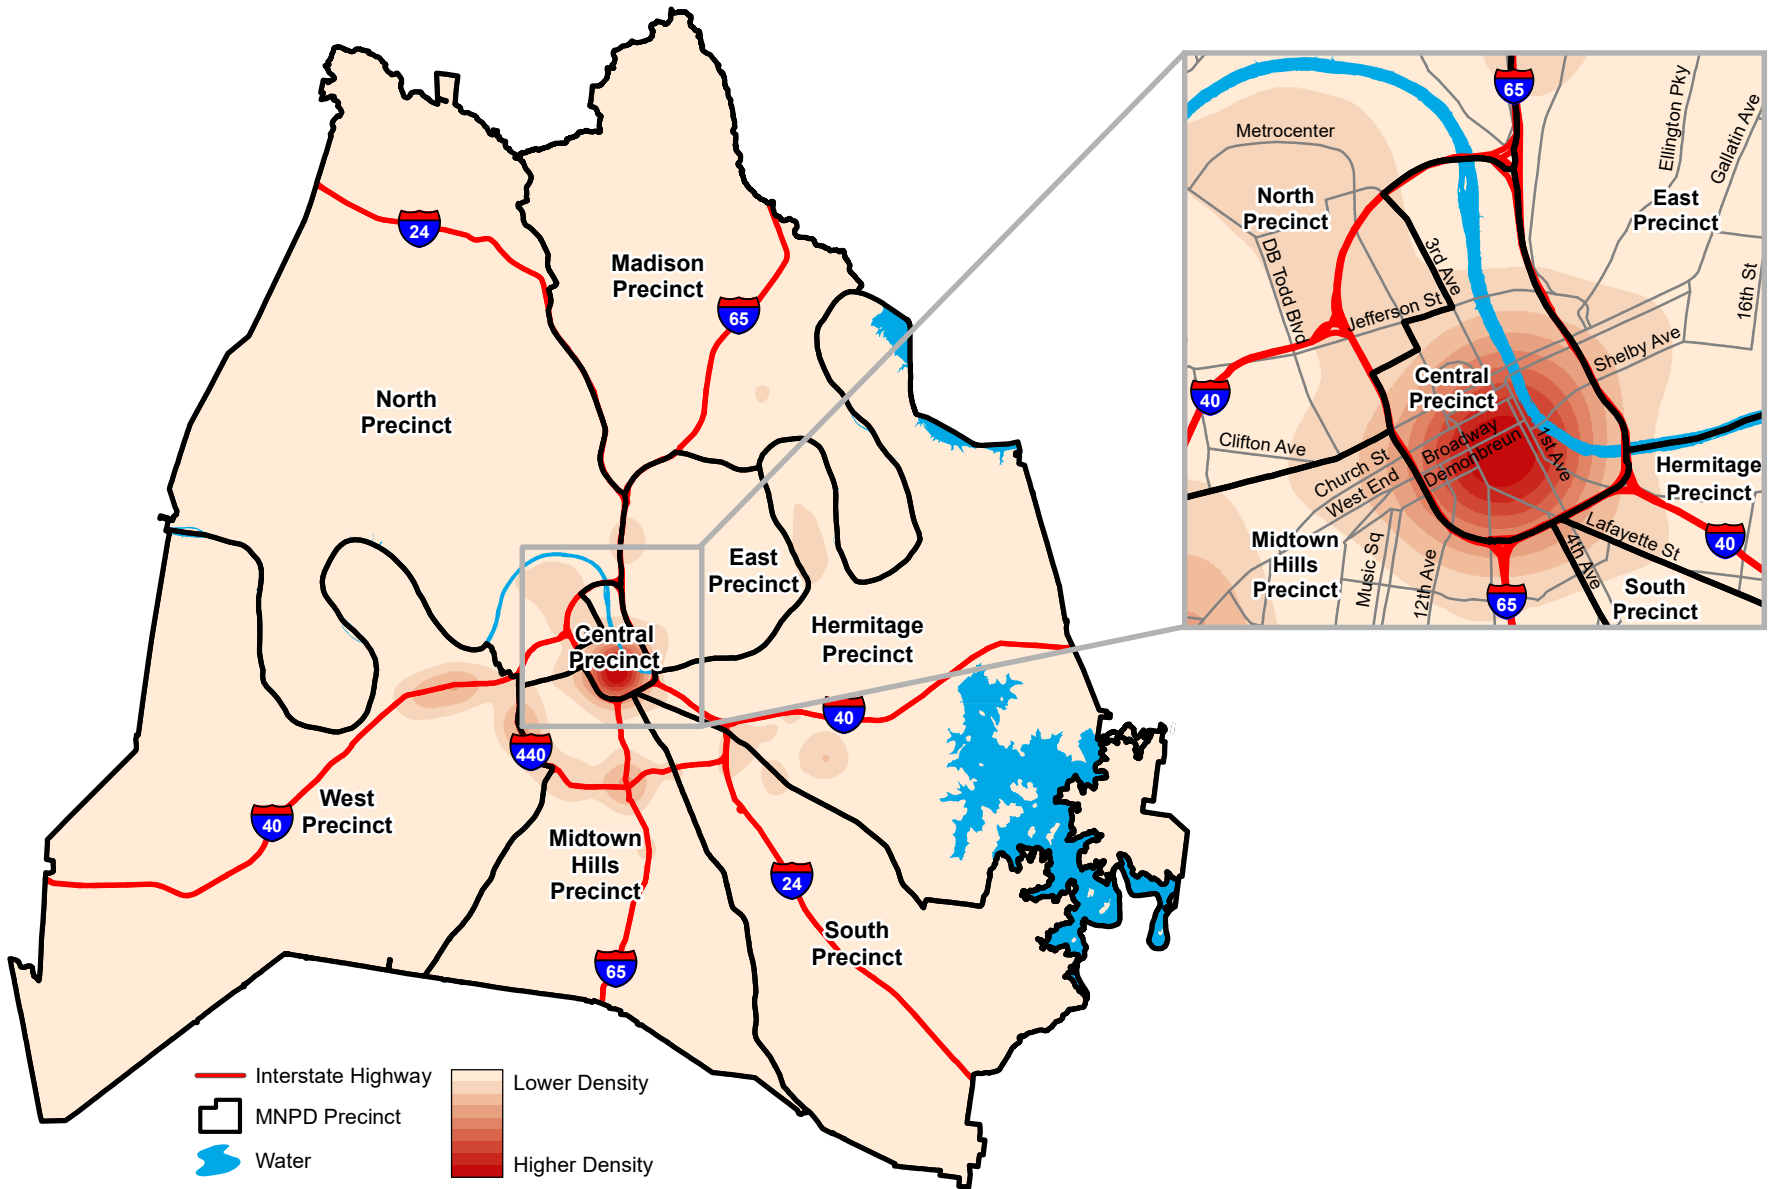 24
Madison
Precinct
65
North
Precinct
East
Precinct
Central
Precinct
Hermitage
Precinct
40
440
West
Precinct
40
Midtown
Hills
Precinct
24
South
Precinct
65
Interstate Highway
MNPD Precinct
Water
Lower Density
Higher Density
65
Metrocenter
Ellington Pky
Gallatin Ave
North
Precinct
East
Precinct
DB Todd Blvd
3rd Ave
16th St
Jefferson St
Shelby Ave
Central
Precinct
40
Clifton Ave
Broadway
Demonbreun
1st Ave
Church St
West End
Hermitage
Precinct
Midtown
Hills
Precinct
Music Sq
12th Ave
4th Ave
Lafayette St
40
65
South
Precinct